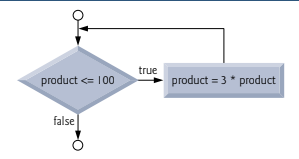 product <= 100
true
product = 3 * product
false